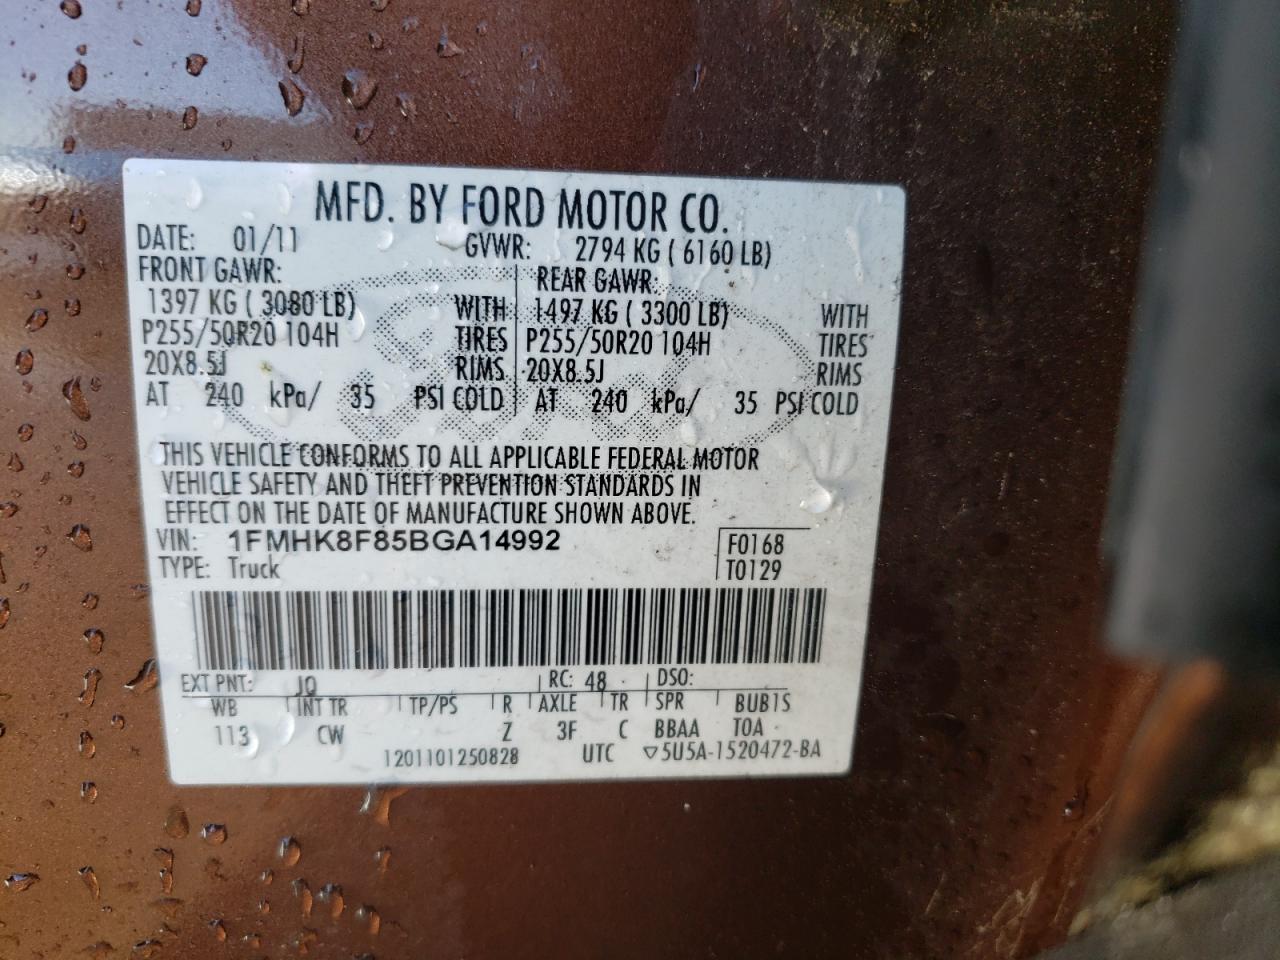 MFD. BY FORD MOTOR CO.
DATE: 01/11 GVWR: 2794 KG ( 6160 LB)
FRONT GAWR: REAR GAWR:
1397 KG ( 3080 LB) WITH 1497 KG ( 3300 LB) WITH
P255/50R20 104H TIRES P255/50R20 104H TIRES
20X8.5J RIMS 20X8.5J RIMS
AT 240 kPa/ 35 PSI COLD AT 240 kPa/ 35 PSI COLD
THIS VEHICLE CONFORMS TO ALL APPLICABLE FEDERAL MOTOR
VEHICLE SAFETY AND THEFT PREVENTION STANDARDS IN
EFFECT ON THE DATE OF MANUFACTURE SHOWN ABOVE.
VIN: 1FMHK8F85BGA14992 F0168
TYPE: Truck T0129
EXT PNT: JQ RC: 48 DSO:
WB INT TR TP/PS R AXLE TR SPR BUB1S
113 CW Z 3F C BBAA TOA
1201101250828 UTC ▽5U5A-1520472-BA